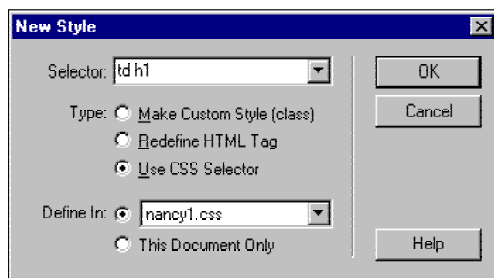 New Style
Selector: td h1
OK
Type: Make Custom Style (class)
Cancel
Redefine HTML Tag
Use CSS Selector
Define In: nancy1.css
This Document Only
Help